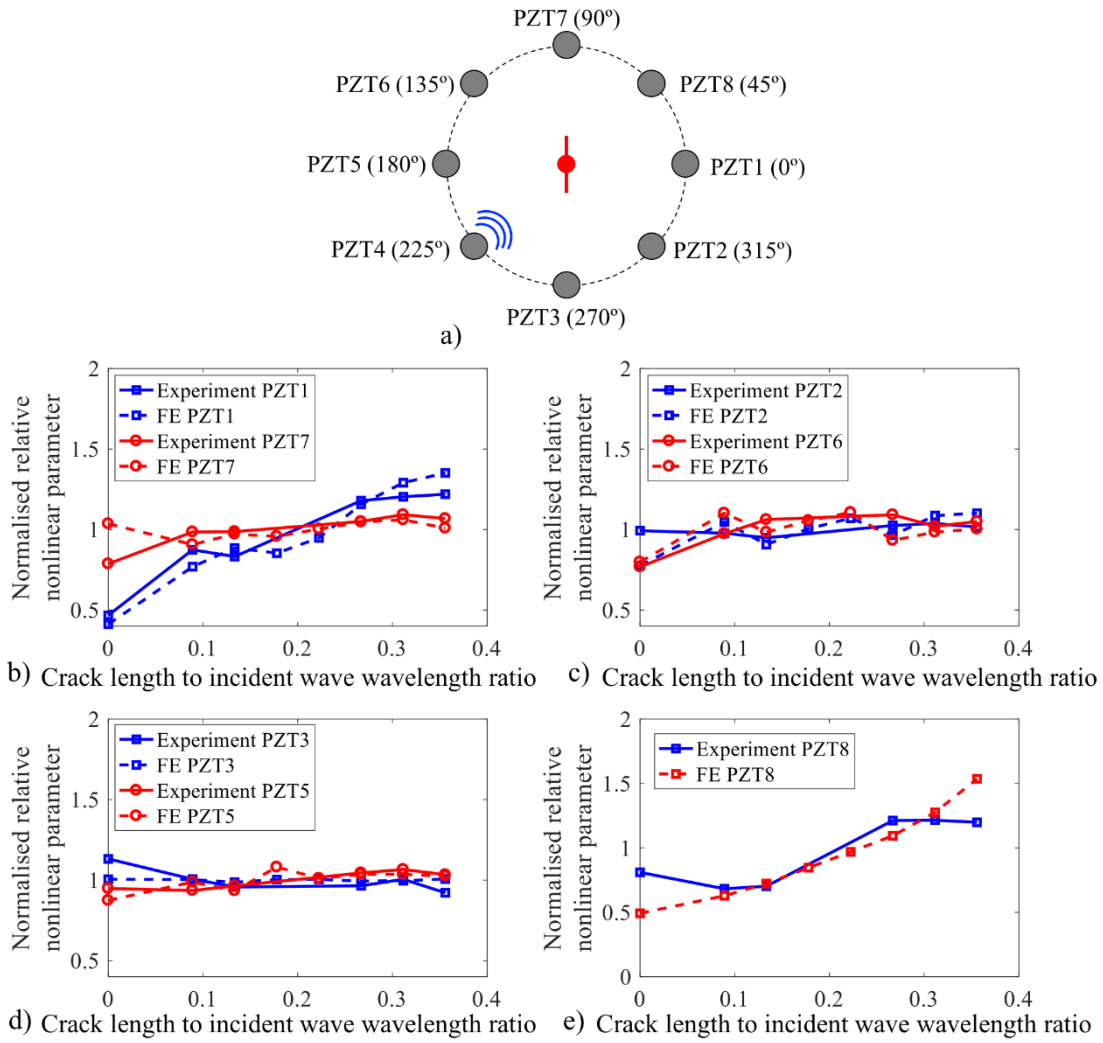 PZT7 (90º)
PZT6 (135º)
PZT8 (45º)
PZT5 (180º)
PZT1 (0º)
PZT4 (225º)
PZT2 (315º)
PZT3 (270º)
a)
Normalised relative
nonlinear parameter
2
1.5
1
0.5
Experiment PZT1
FE PZT1
Experiment PZT7
FE PZT7
0
0.1
0.2
0.3
0.4
b)
Crack length to incident wave wavelength ratio
Normalised relative
nonlinear parameter
2
1.5
1
0.5
Experiment PZT2
FE PZT2
Experiment PZT6
FE PZT6
0
0.1
0.2
0.3
0.4
c)
Crack length to incident wave wavelength ratio
Normalised relative
nonlinear parameter
2
1.5
1
0.5
Experiment PZT3
FE PZT3
Experiment PZT5
FE PZT5
0
0.1
0.2
0.3
0.4
d)
Crack length to incident wave wavelength ratio
Normalised relative
nonlinear parameter
2
1.5
1
0.5
0
Experiment PZT8
FE PZT8
0
0.1
0.2
0.3
0.4
e)
Crack length to incident wave wavelength ratio